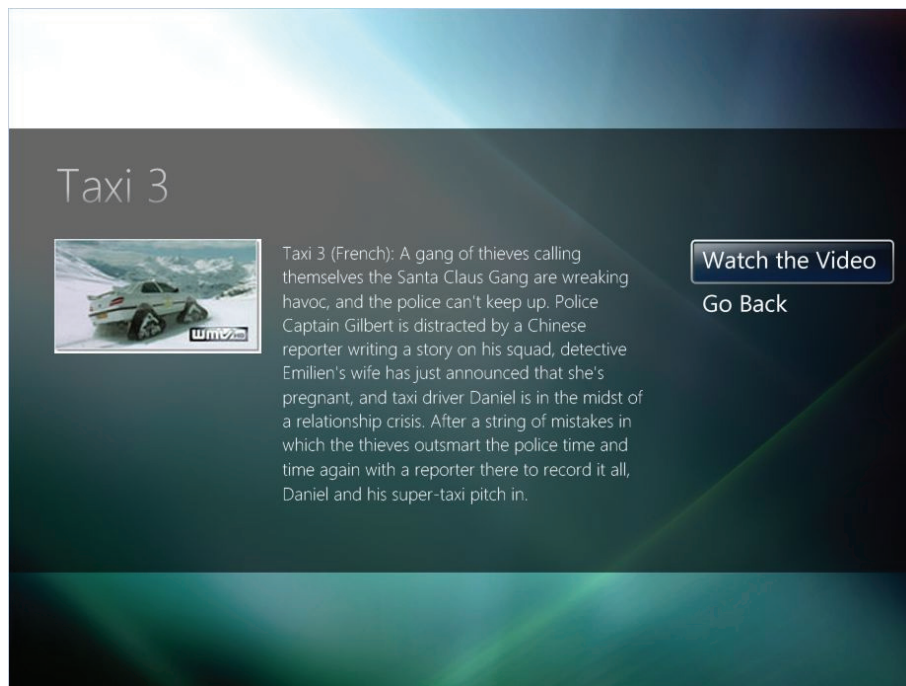 Taxi 3
WMV HD
Taxi 3 (French): A gang of thieves calling
themselves the Santa Claus Gang are wreaking
havoc, and the police can't keep up. Police
Captain Gilbert is distracted by a Chinese
reporter writing a story on his squad, detective
Emilien's wife has just announced that she's
pregnant, and taxi driver Daniel is in the midst of
a relationship crisis. After a string of mistakes in
which the thieves outsmart the police time and
time again with a reporter there to record it all,
Daniel and his super-taxi pitch in.
Watch the Video
Go Back